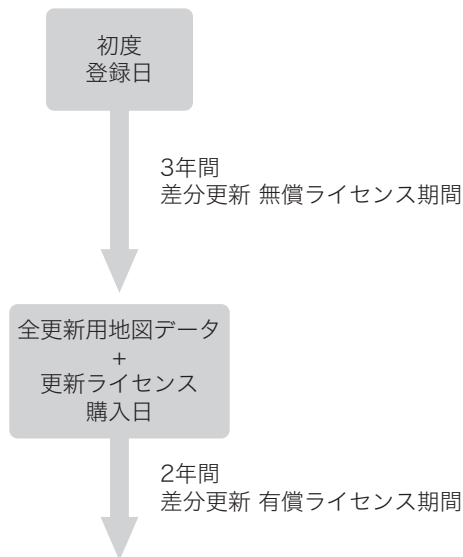 初度
登録日
3年間
差分更新 無償ライセンス期間
全更新用地図データ
+
更新ライセンス
購入日
2年間
差分更新 有償ライセンス期間